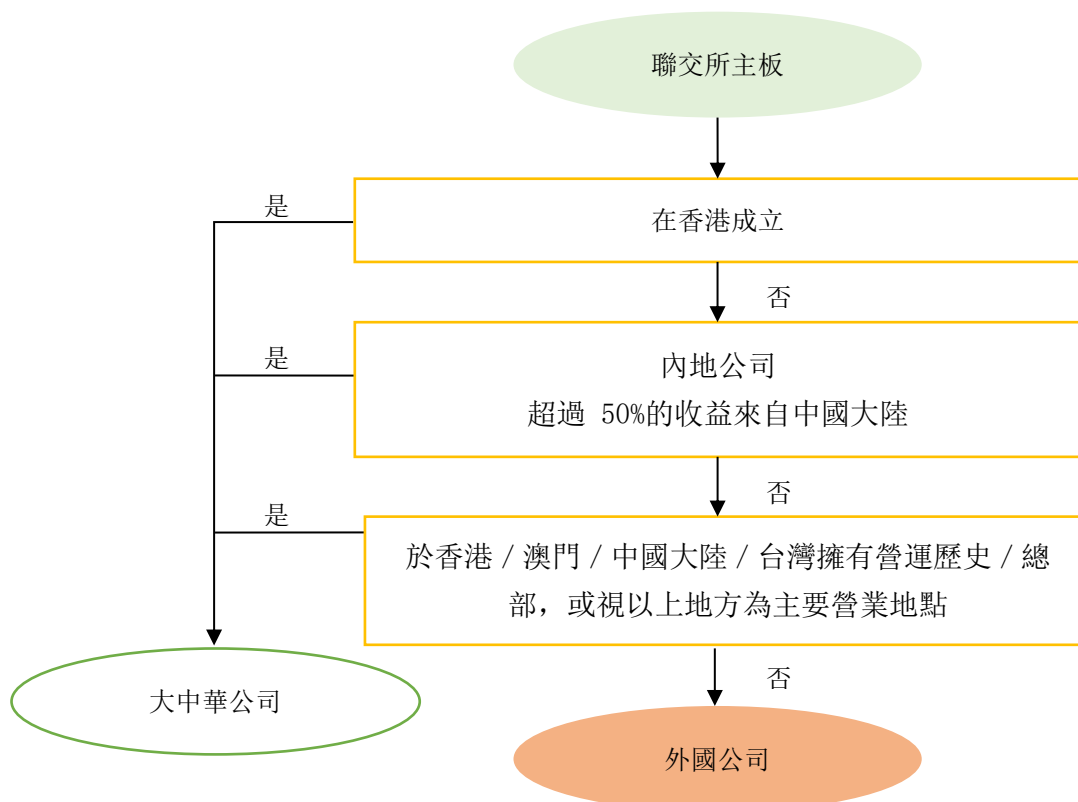 聯交所主板
是
在香港成立
否
是
內地公司
超過 50%的收益來自中國大陸
否
是
於香港／澳門／中國大陸／台灣擁有營運歷史／總
部，或視以上地方為主要營業地點
否
大中華公司
外國公司